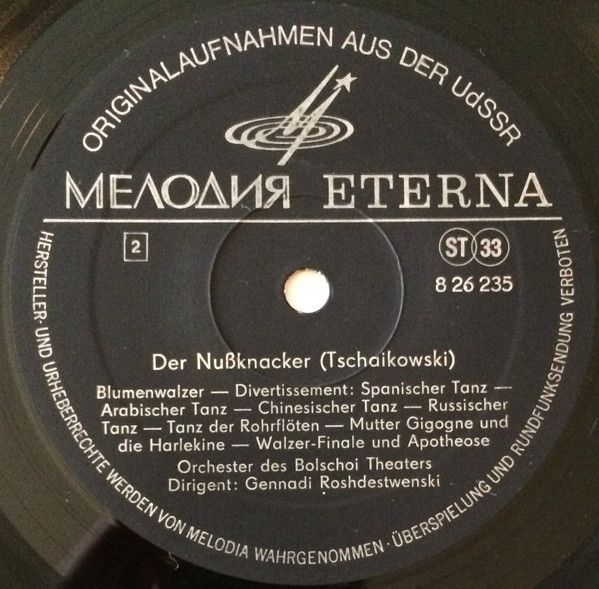 ORIGINALAUFNAHMEN AUS DER UdSSR
МЕЛОДИЯ ETERNA
2
ST 33
8 26 235
Der Nußknacker (Tschaikowski)
Blumenwalzer — Divertissement: Spanischer Tanz —
Arabischer Tanz — Chinesischer Tanz — Russischer
Tanz — Tanz der Rohrflöten — Mutter Gigogne und
die Harlekine — Walzer-Finale und Apotheose
Orchester des Bolschoi Theaters
Dirigent: Gennadi Roshdestwenski
HERSTELLER- UND URHEBERRECHTE WERDEN VON MELODIA WAHRGENOMMEN · ÜBERSPIELUNG UND RUNDFUNKSENDUNG VERBOTEN